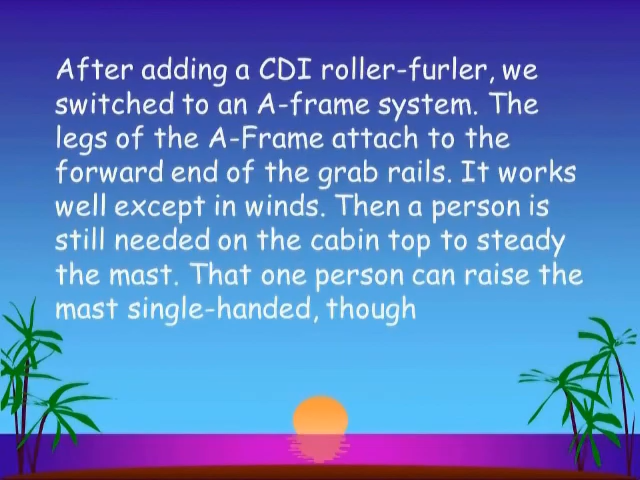 After adding a CDI roller-furler, we
switched to an A-frame system. The
legs of the A-Frame attach to the
forward end of the grab rails. It works
well except in winds. Then a person is
still needed on the cabin top to steady
the mast. That one person can raise the
mast single-handed, though